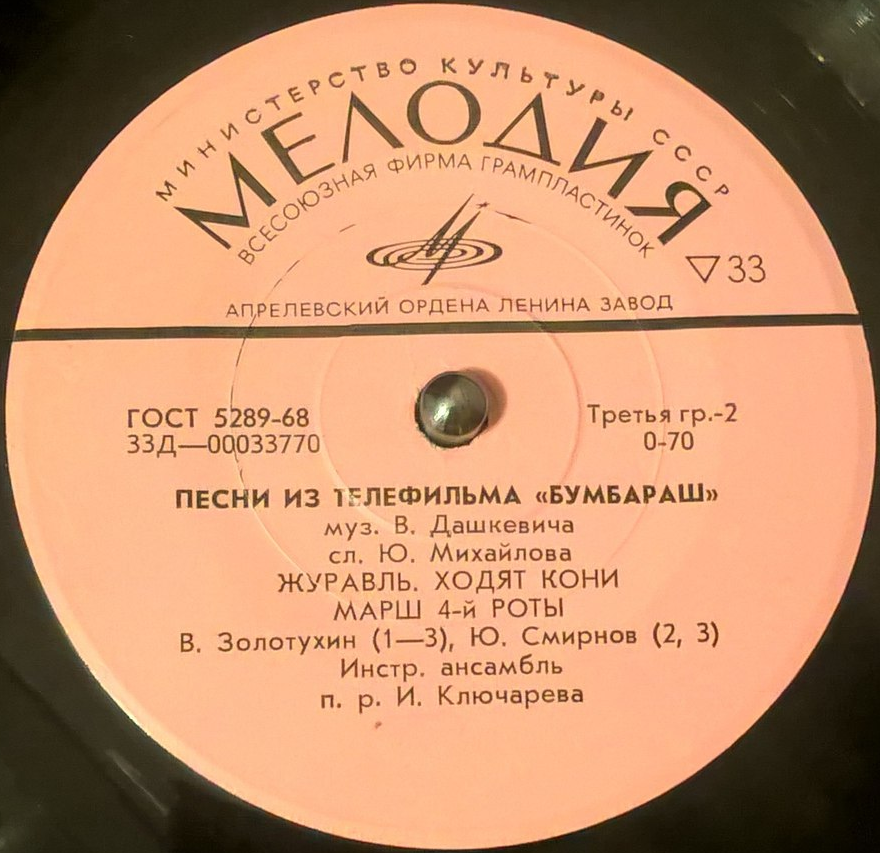 МИНИСТЕРСТВО КУЛЬТУРЫ СССР
МЕЛОДИЯ
ВСЕСОЮЗНАЯ ФИРМА ГРАМПЛАСТИНОК
▽33
АПРЕЛЕВСКИЙ ОРДЕНА ЛЕНИНА ЗАВОД
ГОСТ 5289-68 Третья гр.-2
33Д—00033770 0-70
ПЕСНИ ИЗ ТЕЛЕФИЛЬМА «БУМБАРАШ»
муз. В. Дашкевича
сл. Ю. Михайлова
ЖУРАВЛЬ. ХОДЯТ КОНИ
МАРШ 4-й РОТЫ
В. Золотухин (1—3), Ю. Смирнов (2, 3)
Инстр. ансамбль
п. р. И. Ключарева